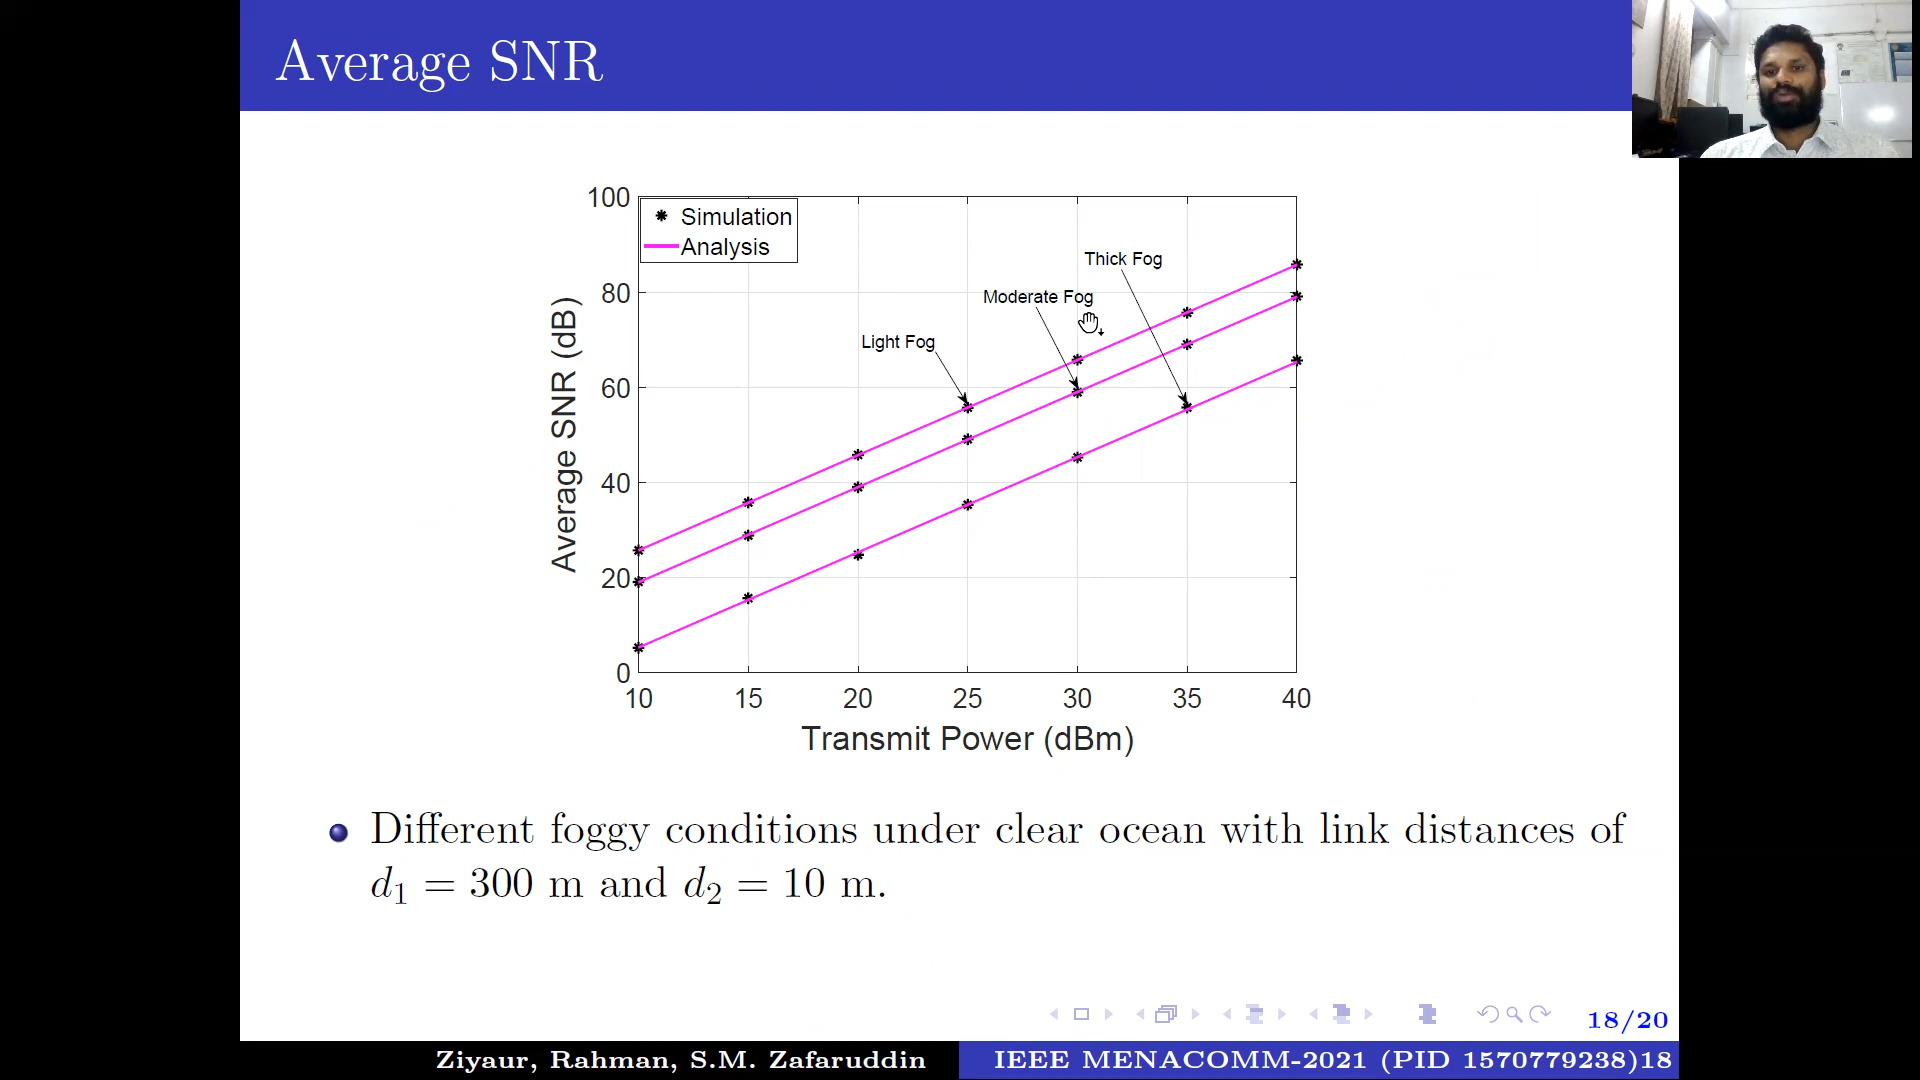 Average SNR
100
80
60
40
20
0
Average SNR (dB)
Simulation
Analysis
Light Fog
Moderate Fog
Thick Fog
10 15 20 25 30 35 40
Transmit Power (dBm)
Different foggy conditions under clear ocean with link distances of
d₁ = 300 m and d₂ = 10 m.
18/20
Ziyaur, Rahman, S.M. Zafaruddin
IEEE MENACOMM-2021 (PID 1570779238)18